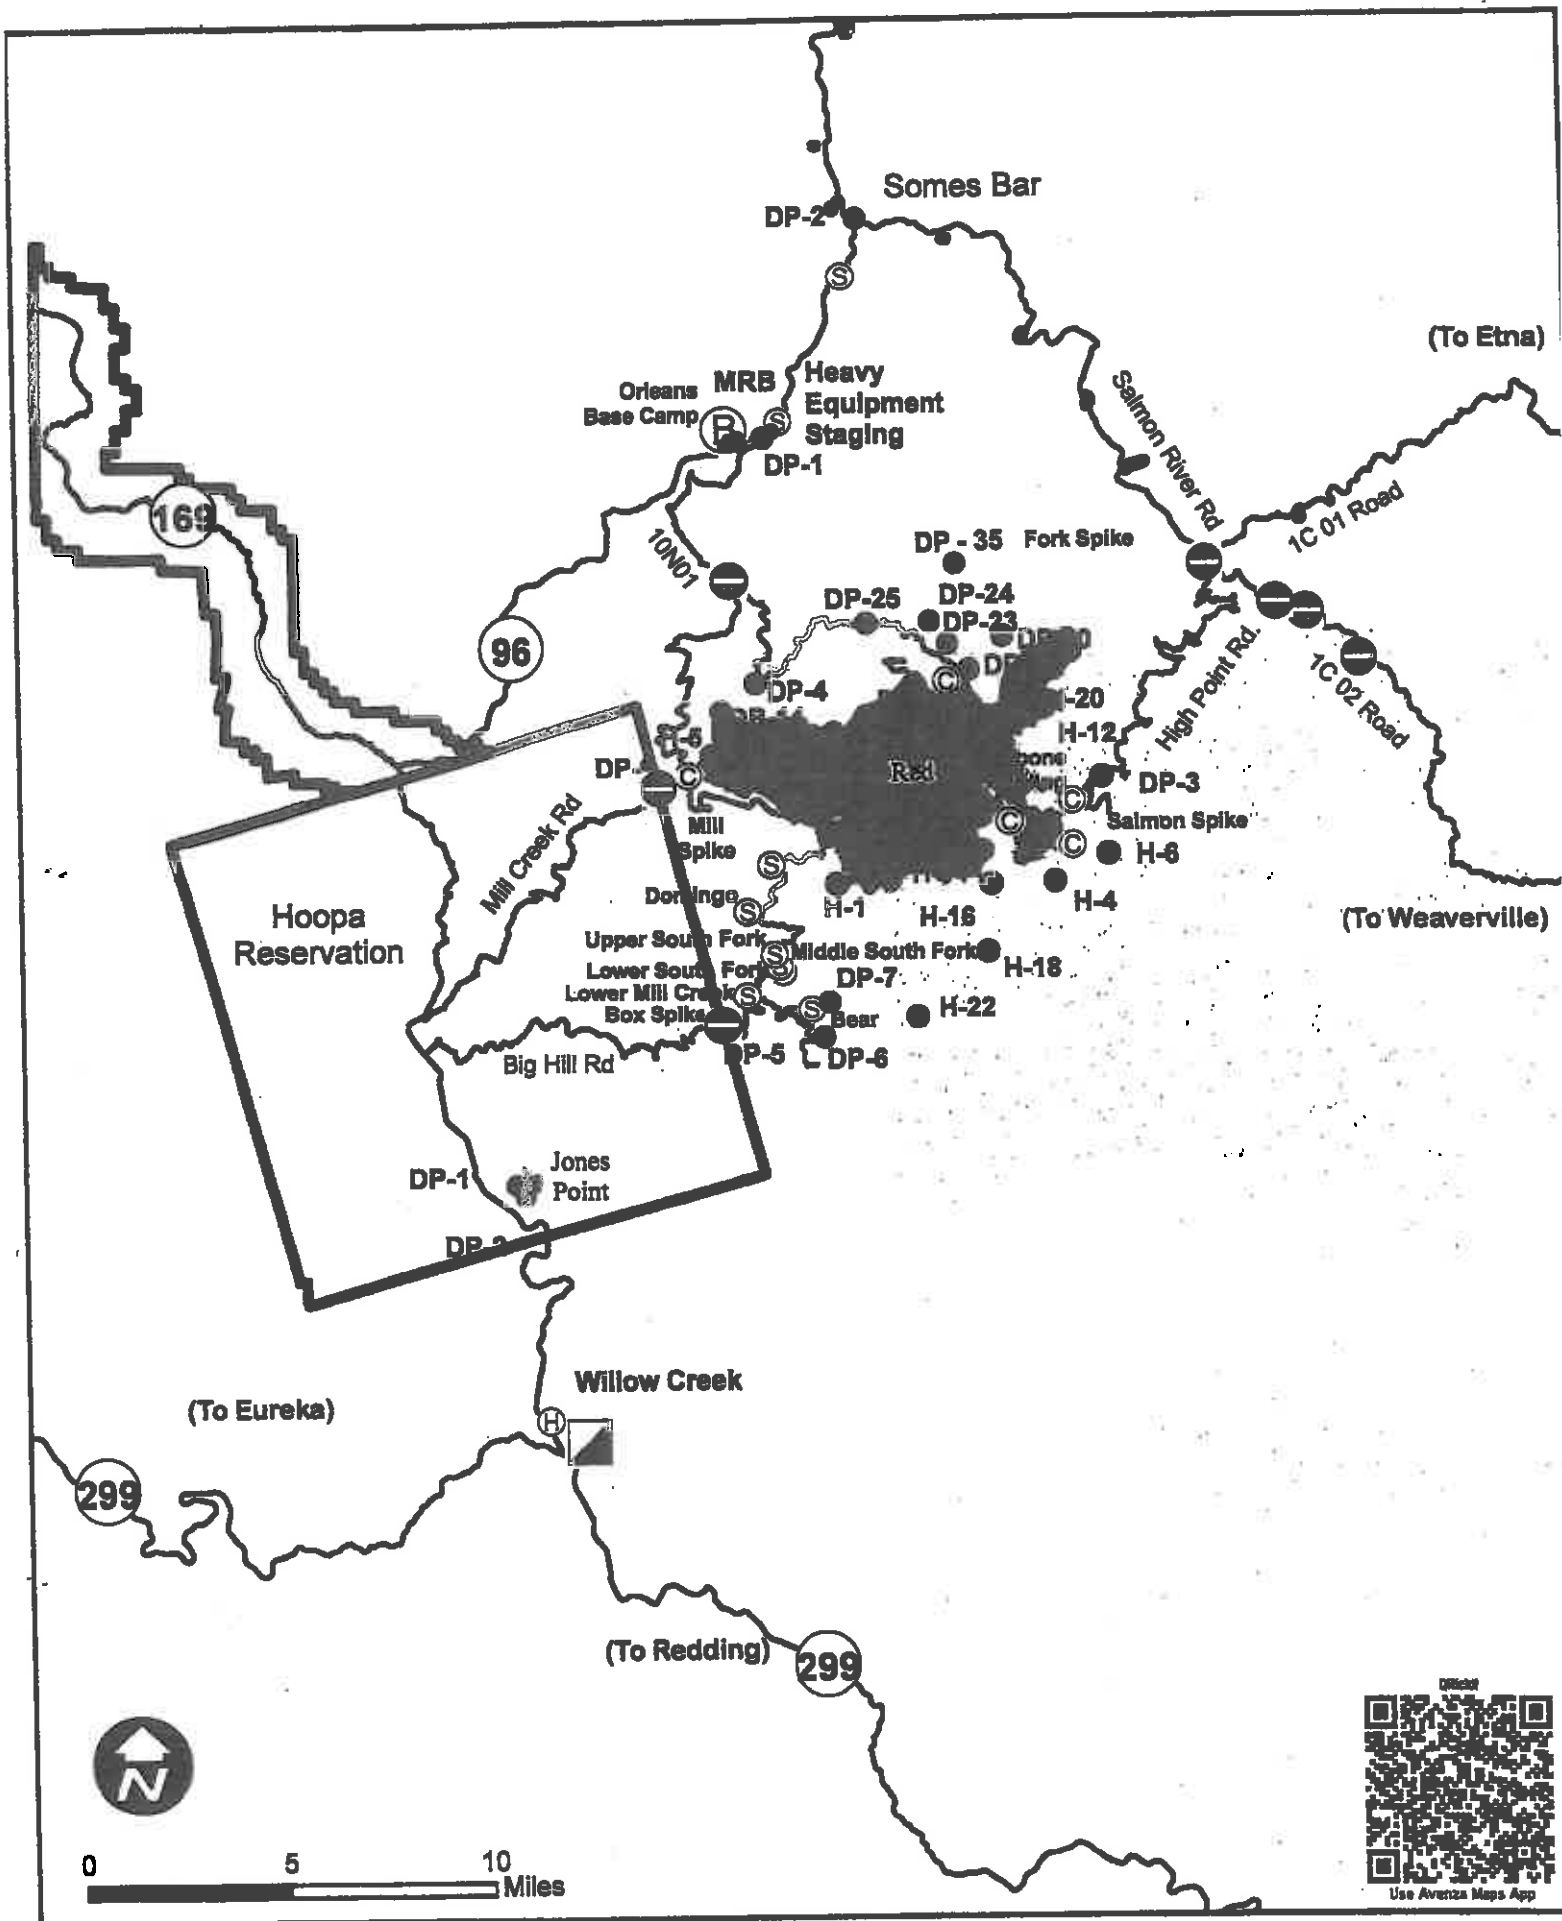 Somes Bar
DP-2
S
(To Etna)
Orleans
Base Camp
MRB
Heavy
Equipment
Staging
S
DP-1
Salmon River Rd
1C 01 Road
169
10N01
DP - 35
Fork Spike
DP-24
DP-25
DP-23
96
DP-4
C
-20
H-12
High Point Rd.
1C 02 Road
DP-
C
Red
DP-3
C
C
Salmon Spike
Mill Creek Rd
Mill
Spike
S
C
H-6
H-1
H-16
H-4
(To Weaverville)
Hoopa
Reservation
S
Upper South Fork
S
Middle South Fork
H-18
Lower South Fork
Lower Mill Creek
S
DP-7
Box Spike
S
Bear
H-22
Big Hill Rd
P-5
DP-6
DP-1
Jones
Point
Willow Creek
(To Eureka)
H
299
(To Redding)
299
N
0 5 10
Miles
Use Avenza Maps App